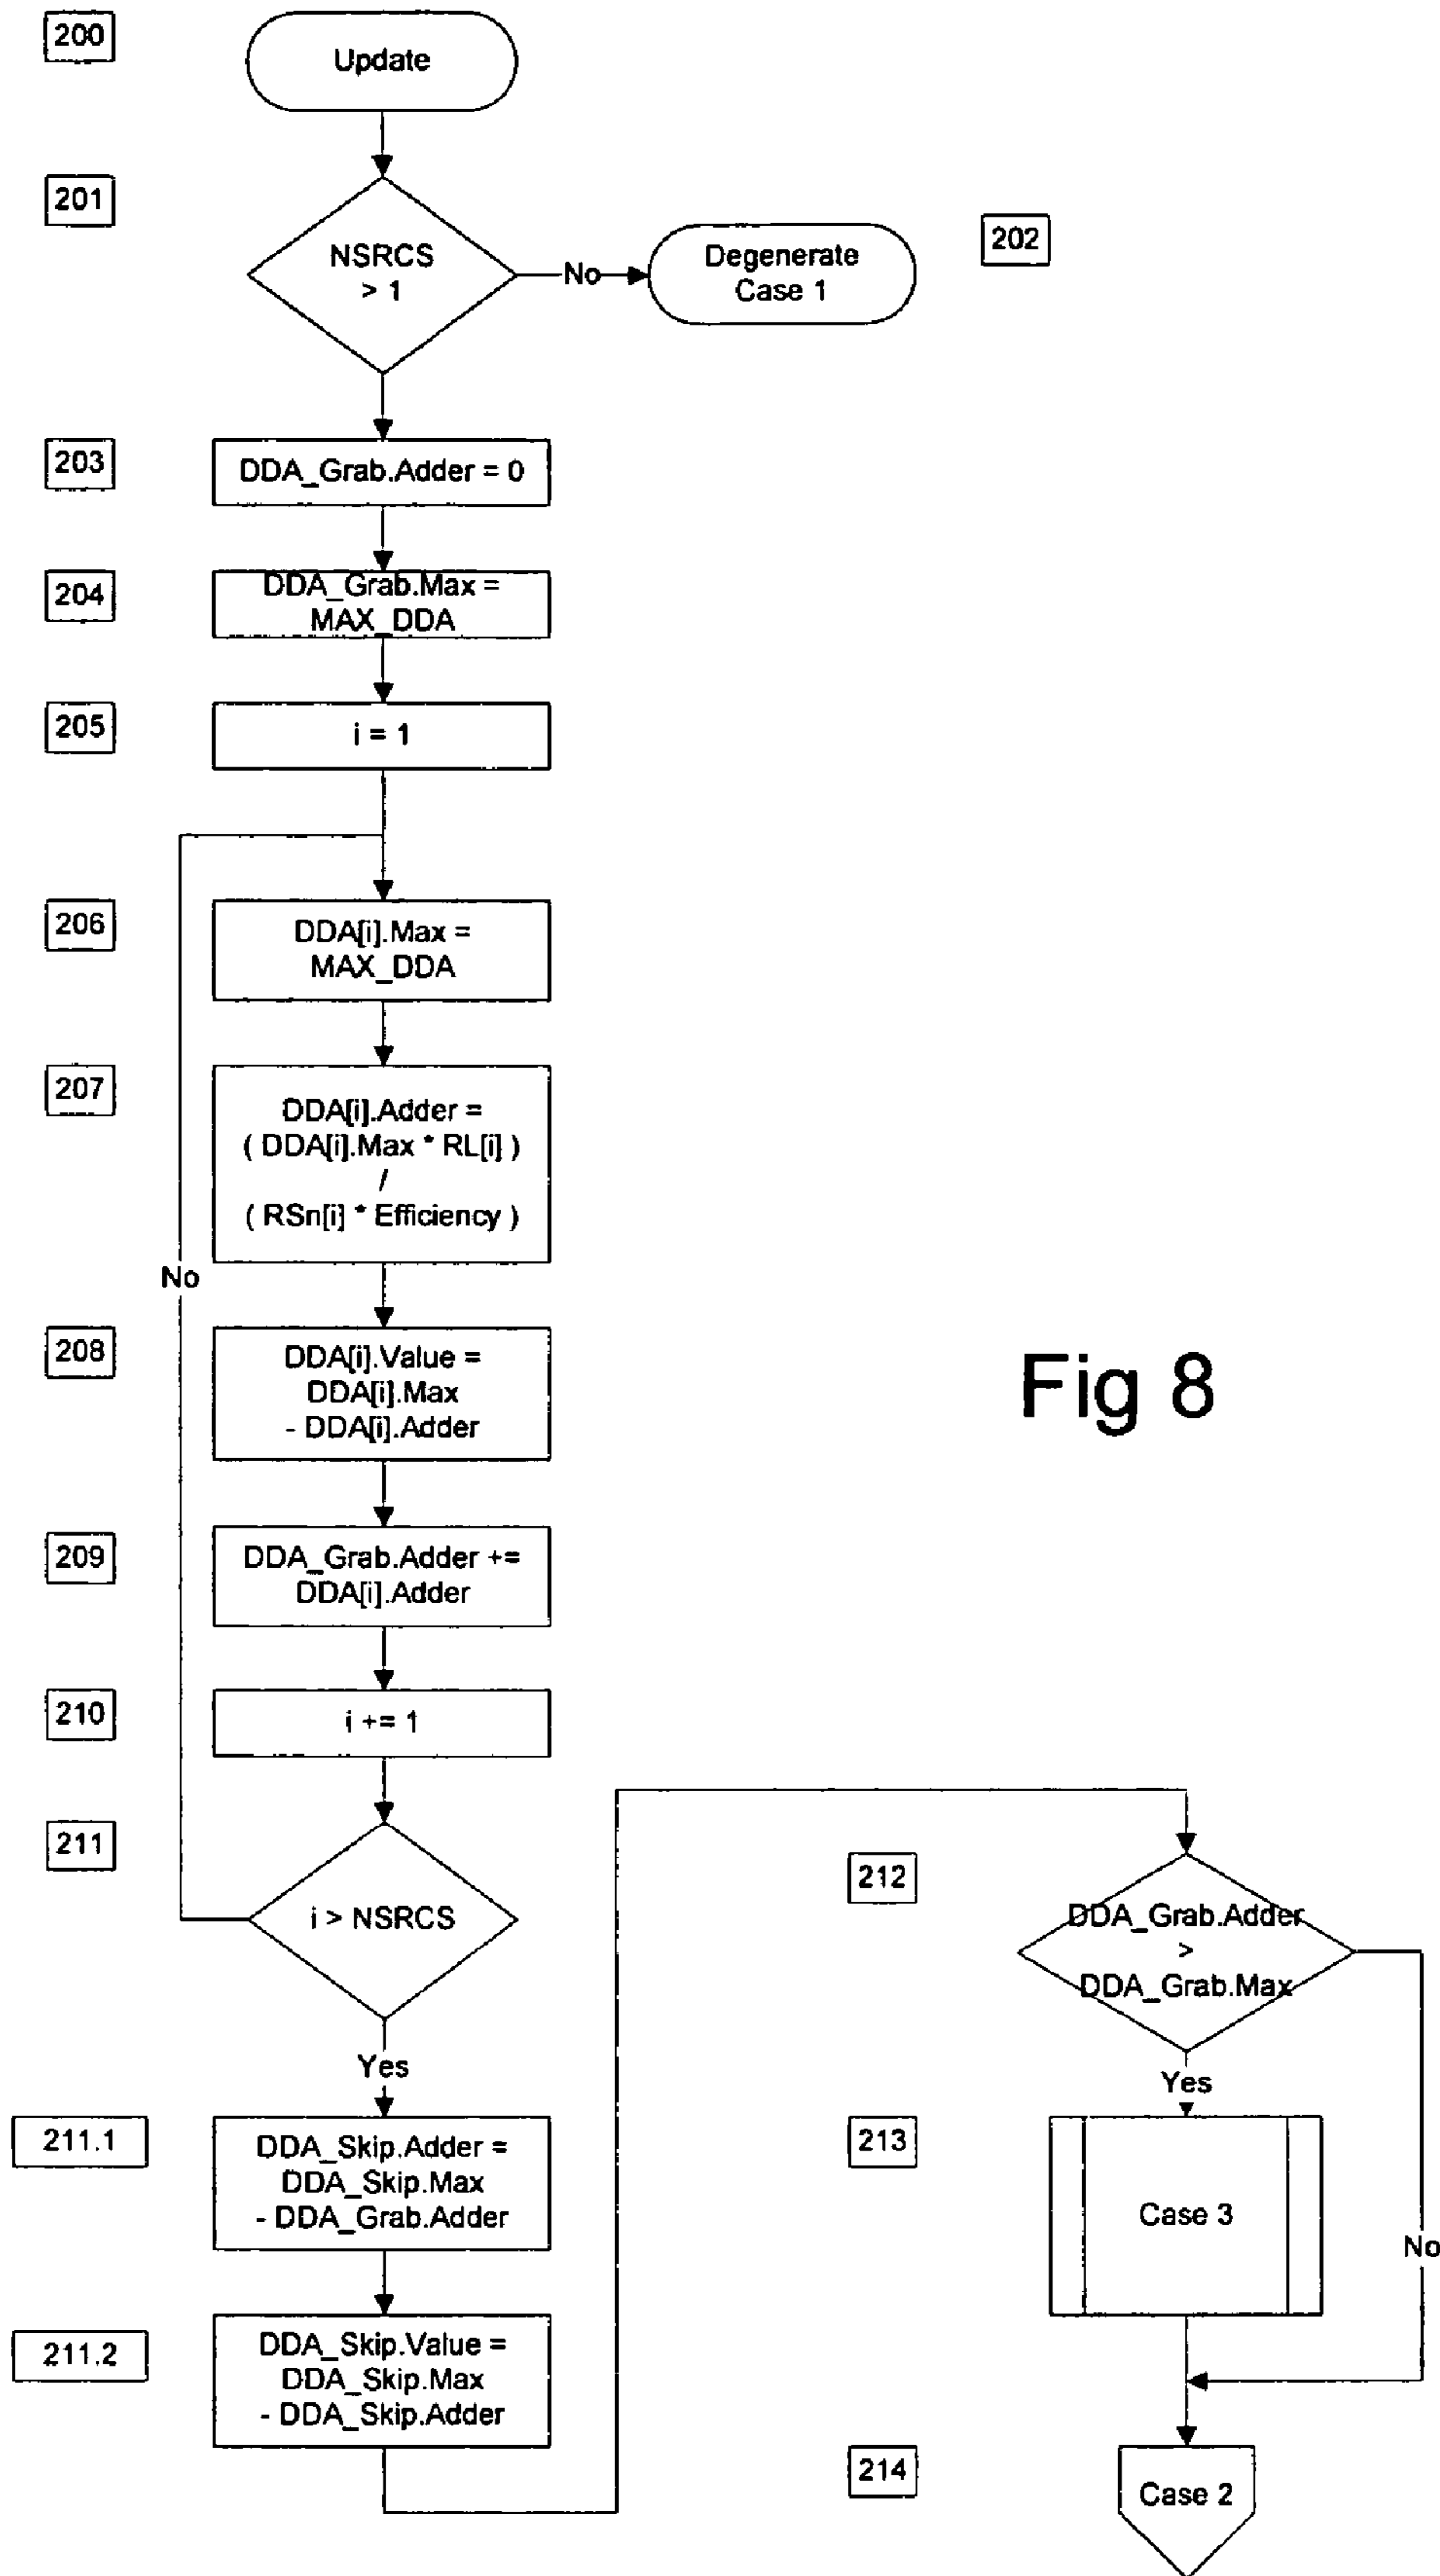 200
Update
201
NSRCS
> 1
No
Degenerate
Case 1
202
203
DDA_Grab.Adder = 0
204
DDA_Grab.Max =
MAX_DDA
205
i = 1
206
DDA[i].Max =
MAX_DDA
207
DDA[i].Adder =
( DDA[i].Max * RL[i] )
/
( RSn[i] * Efficiency )
No
208
DDA[i].Value =
DDA[i].Max
- DDA[i].Adder
Fig 8
209
DDA_Grab.Adder +=
DDA[i].Adder
210
i += 1
211
i > NSRCS
Yes
211.1
DDA_Skip.Adder =
DDA_Skip.Max
- DDA_Grab.Adder
211.2
DDA_Skip.Value =
DDA_Skip.Max
- DDA_Skip.Adder
212
DDA_Grab.Adder
>
DDA_Grab.Max
Yes
213
Case 3
No
214
Case 2